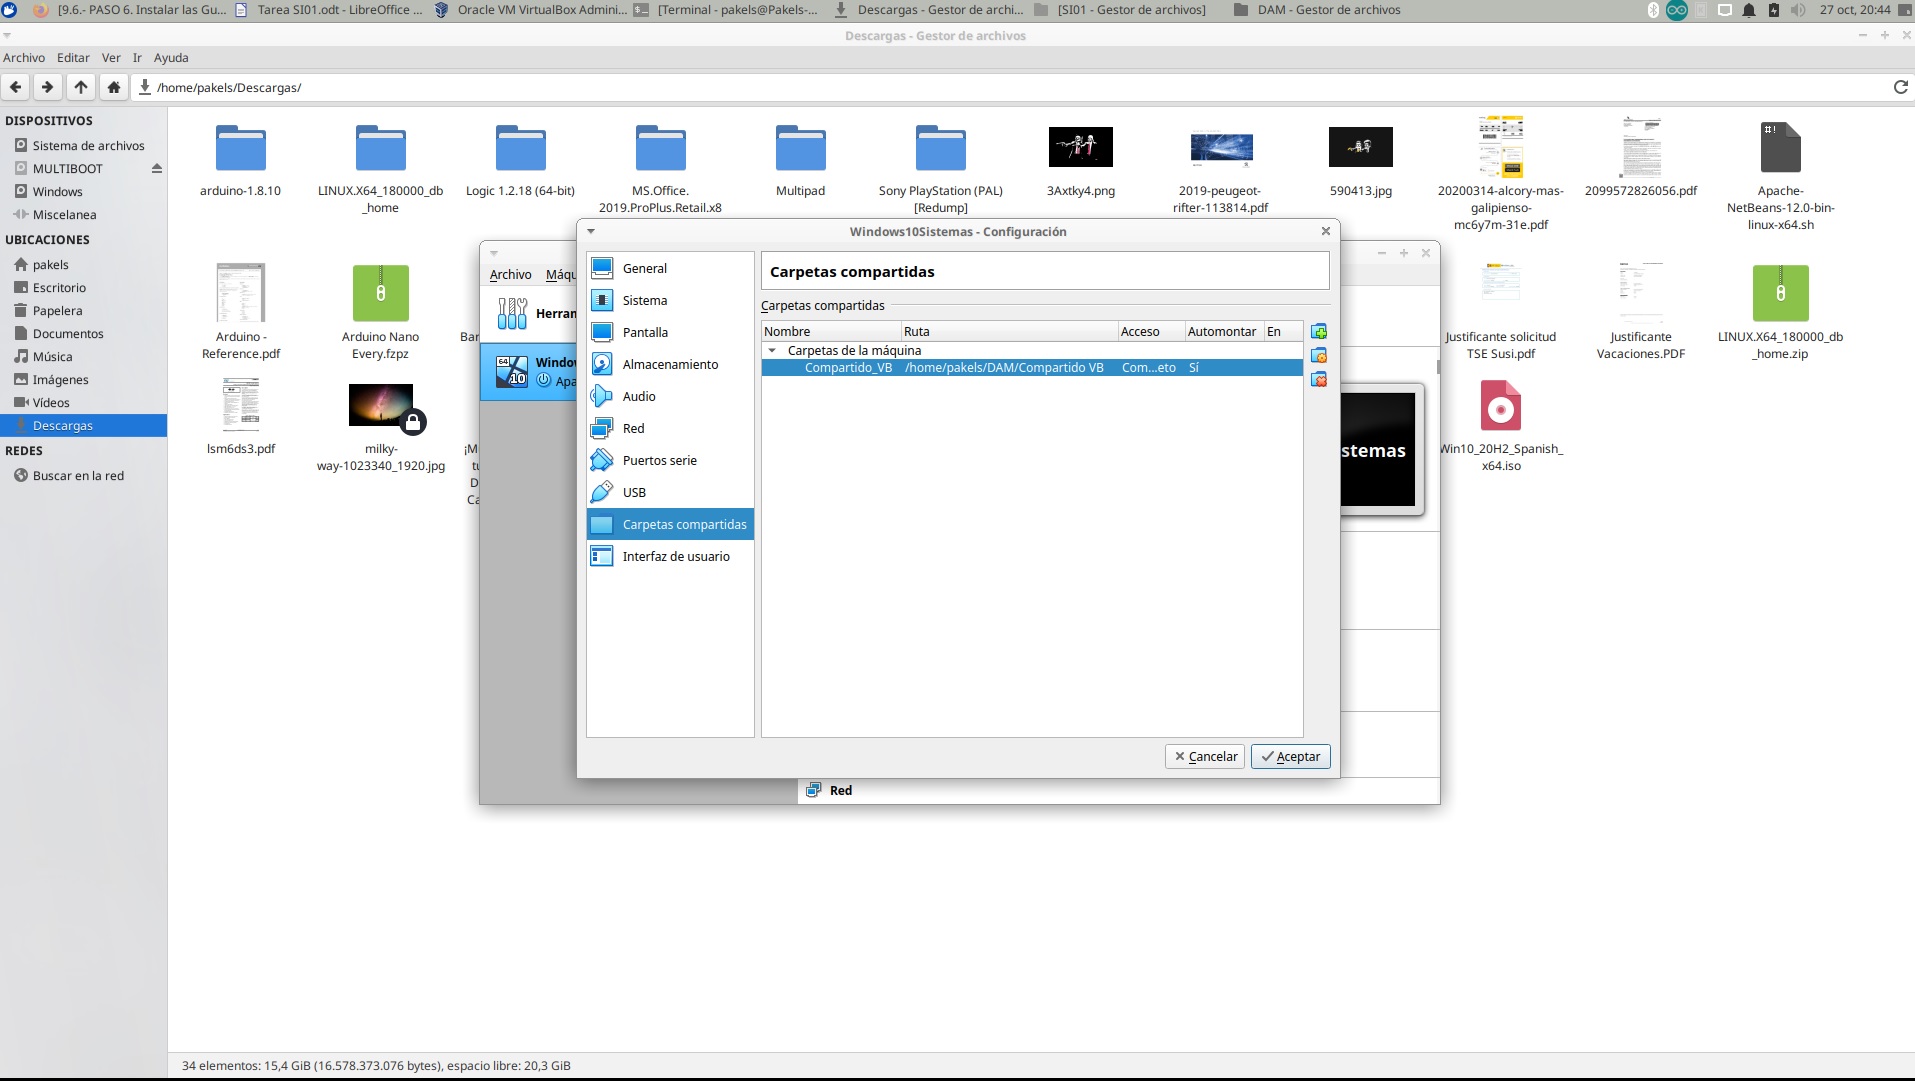 [9.6.- PASO 6. Instalar las Gu...
Tarea SI01.odt - LibreOffice ...
Oracle VM VirtualBox Admini...
[Terminal - pakels@Pakels-...
Descargas - Gestor de archi...
[SI01 - Gestor de archivos]
DAM - Gestor de archivos
27 oct, 20:44
Descargas - Gestor de archivos
Archivo Editar Ver Ir Ayuda
/home/pakels/Descargas/
DISPOSITIVOS
Sistema de archivos
MULTIBOOT
Windows
Miscelanea
UBICACIONES
pakels
Escritorio
Papelera
Documentos
Música
Imágenes
Vídeos
Descargas
REDES
Buscar en la red
arduino-1.8.10
LINUX.X64_180000_db
_home
Logic 1.2.18 (64-bit)
MS.Office.
2019.ProPlus.Retail.x8
Multipad
Sony PlayStation (PAL)
[Redump]
3Axtky4.png
2019-peugeot-
rifter-113814.pdf
590413.jpg
20200314-alcory-mas-
galipienso-
mc6y7m-31e.pdf
2099572826056.pdf
#!
Apache-
NetBeans-12.0-bin-
linux-x64.sh
Arduino -
Reference.pdf
Arduino Nano
Every.fzpz
Bar
Justificante solicitud
TSE Susi.pdf
Justificante
Vacaciones.PDF
LINUX.X64_180000_db
_home.zip
lsm6ds3.pdf
milky-
way-1023340_1920.jpg
¡M
tu
D
Ca
Win10_20H2_Spanish_
x64.iso
Archivo Máqu
Herran
64
10
Windo
Apa
stemas
Red
Windows10Sistemas - Configuración
General
Sistema
Pantalla
Almacenamiento
Audio
Red
Puertos serie
USB
Carpetas compartidas
Interfaz de usuario
Carpetas compartidas
Carpetas compartidas
Nombre Ruta Acceso Automontar En
Carpetas de la máquina
Compartido_VB /home/pakels/DAM/Compartido VB Com...eto Sí
Cancelar Aceptar
34 elementos: 15,4 GiB (16.578.373.076 bytes), espacio libre: 20,3 GiB